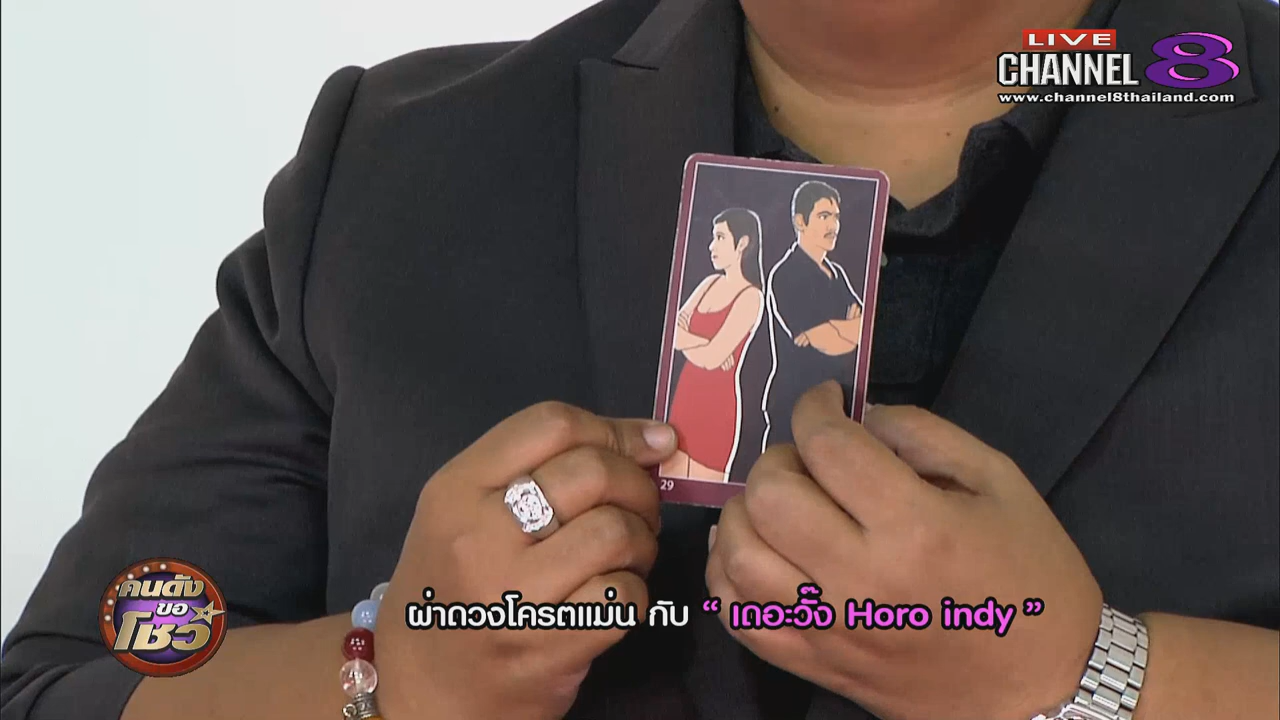 LIVE
CHANNEL 8
www.channel8thailand.com
29
คนดัง
ขอ
โชว์
ผ่าดวงโครตแม่น กับ “ เดอะวั๊ง Horo indy ”